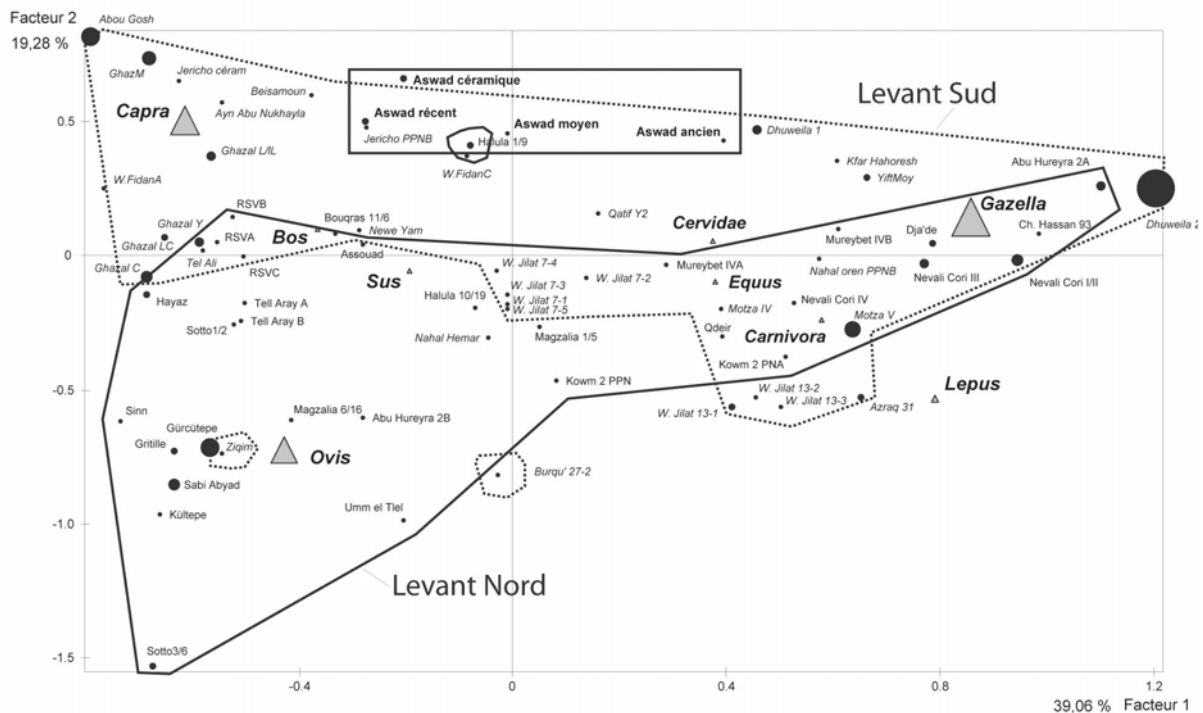 Facteur 2
19,28 %
Abou Gosh
GhazM
Jericho céram
Beisamoun
Aswad céramique
Levant Sud
Capra
Ayn Abu Nukhayla
0.5
Aswad récent
Jericho PPNB
Aswad moyen
Aswad ancien
Dhuweila 1
Halula 1/9
Ghazal L/IL
W.FidanC
Kfar Hahoresh
YiftMoy
Abu Hureyra 2A
W.FidanA
RSVB
Bouqras 11/6
Qatif Y2
Cervidae
Gazella
Ghazal Y
Bos
Newe Yam
Mureybet IVB
Dja'de
Ch. Hassan 93
Dhuweila 2
Ghazal LC
RSVA
Tel Ali
Assouad
0
Ghazal C
RSVC
Sus
W. Jilat 7-4
Mureybet IVA
Nahal oren PPNB
Nevali Cori III
Nevali Cori I/II
W. Jilat 7-2
Equus
Hayaz
W. Jilat 7-3
Tell Aray A
Halula 10/19
W. Jilat 7-1
W. Jilat 7-5
Motza IV
Nevali Cori IV
Sotto1/2
Tell Aray B
Nahal Hemar
Magzalia 1/5
Qdeir
Carnivora
Motza V
Kowm 2 PNA
-0.5
Kowm 2 PPN
W. Jilat 13-2
W. Jilat 13-1
W. Jilat 13-3
Azraq 31
Lepus
Sinn
Magzalia 6/16
Abu Hureyra 2B
Gürcütepe
Gritille
Ziqim
Ovis
Burqu' 27-2
Sabi Abyad
Kültepe
Umm el Tlel
-1.0
Levant Nord
Sotto3/6
-1.5
-0.4
0
0.4
0.8
1.2
39,06 % Facteur 1